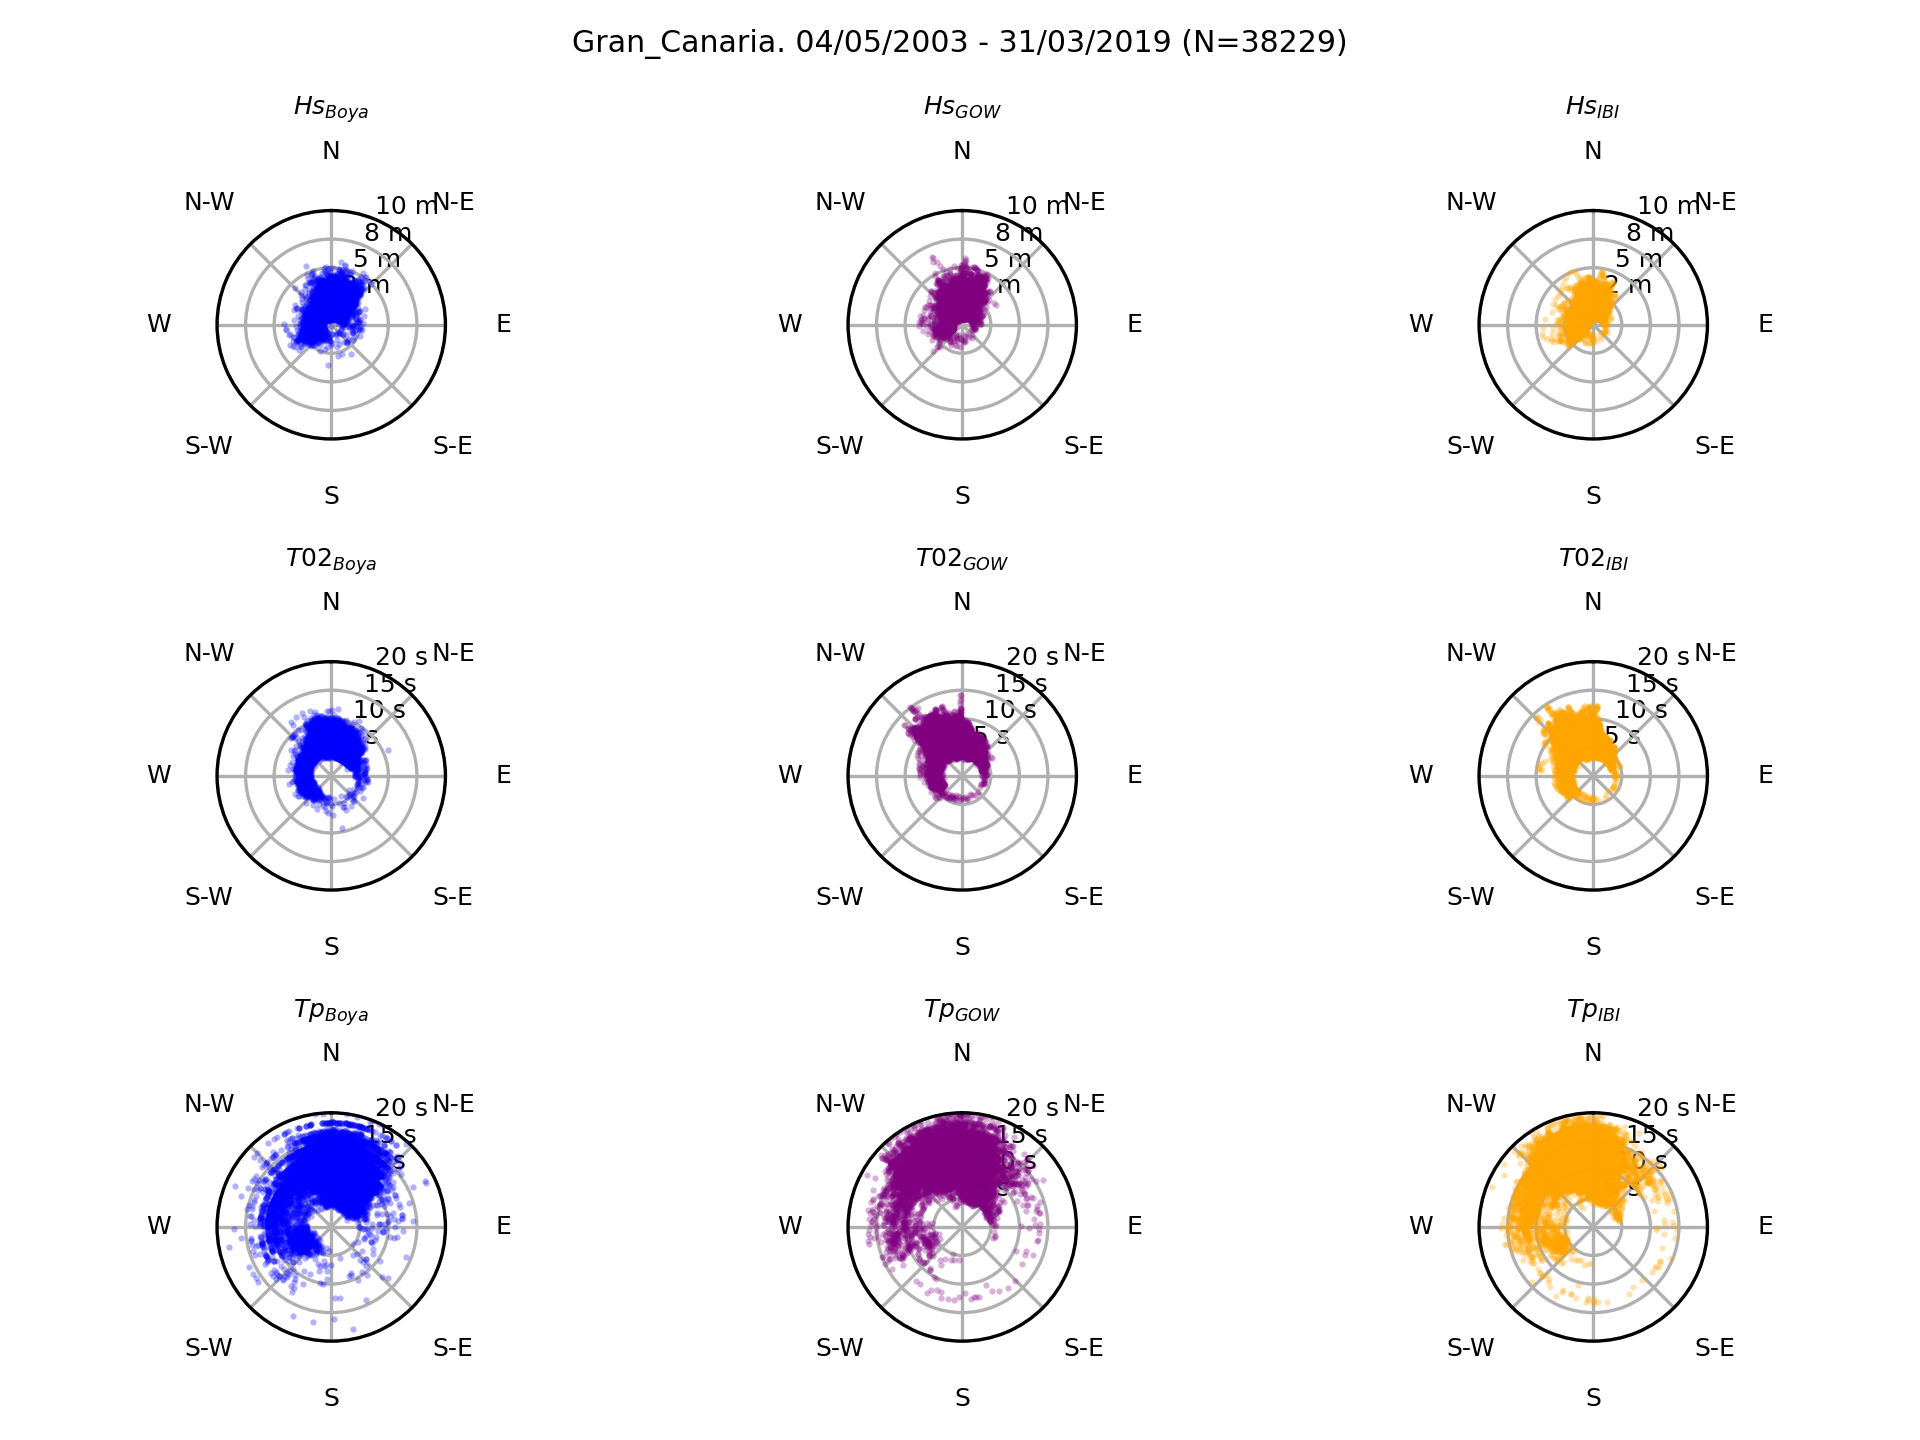 Gran_Canaria. 04/05/2003 - 31/03/2019 (N=38229)
Hs_Boya Hs_GOW Hs_IBI
N N N
N-W 10 m N-E N-W 10 m N-E N-W 10 m N-E
8 m 8 m 8 m
5 m 5 m 5 m
m m 2 m
W E W E W E
S-W S-E S-W S-E S-W S-E
S S S
T02_Boya T02_GOW T02_IBI
N N N
N-W 20 s N-E N-W 20 s N-E N-W 20 s N-E
15 s 15 s 15 s
10 s 10 s 10 s
s 5 s 5 s
W E W E W E
S-W S-E S-W S-E S-W S-E
S S S
Tp_Boya Tp_GOW Tp_IBI
N N N
N-W 20 s N-E N-W 20 s N-E N-W 20 s N-E
15 s 15 s 15 s
s s s
s s
W E W E W E
S-W S-E S-W S-E S-W S-E
S S S